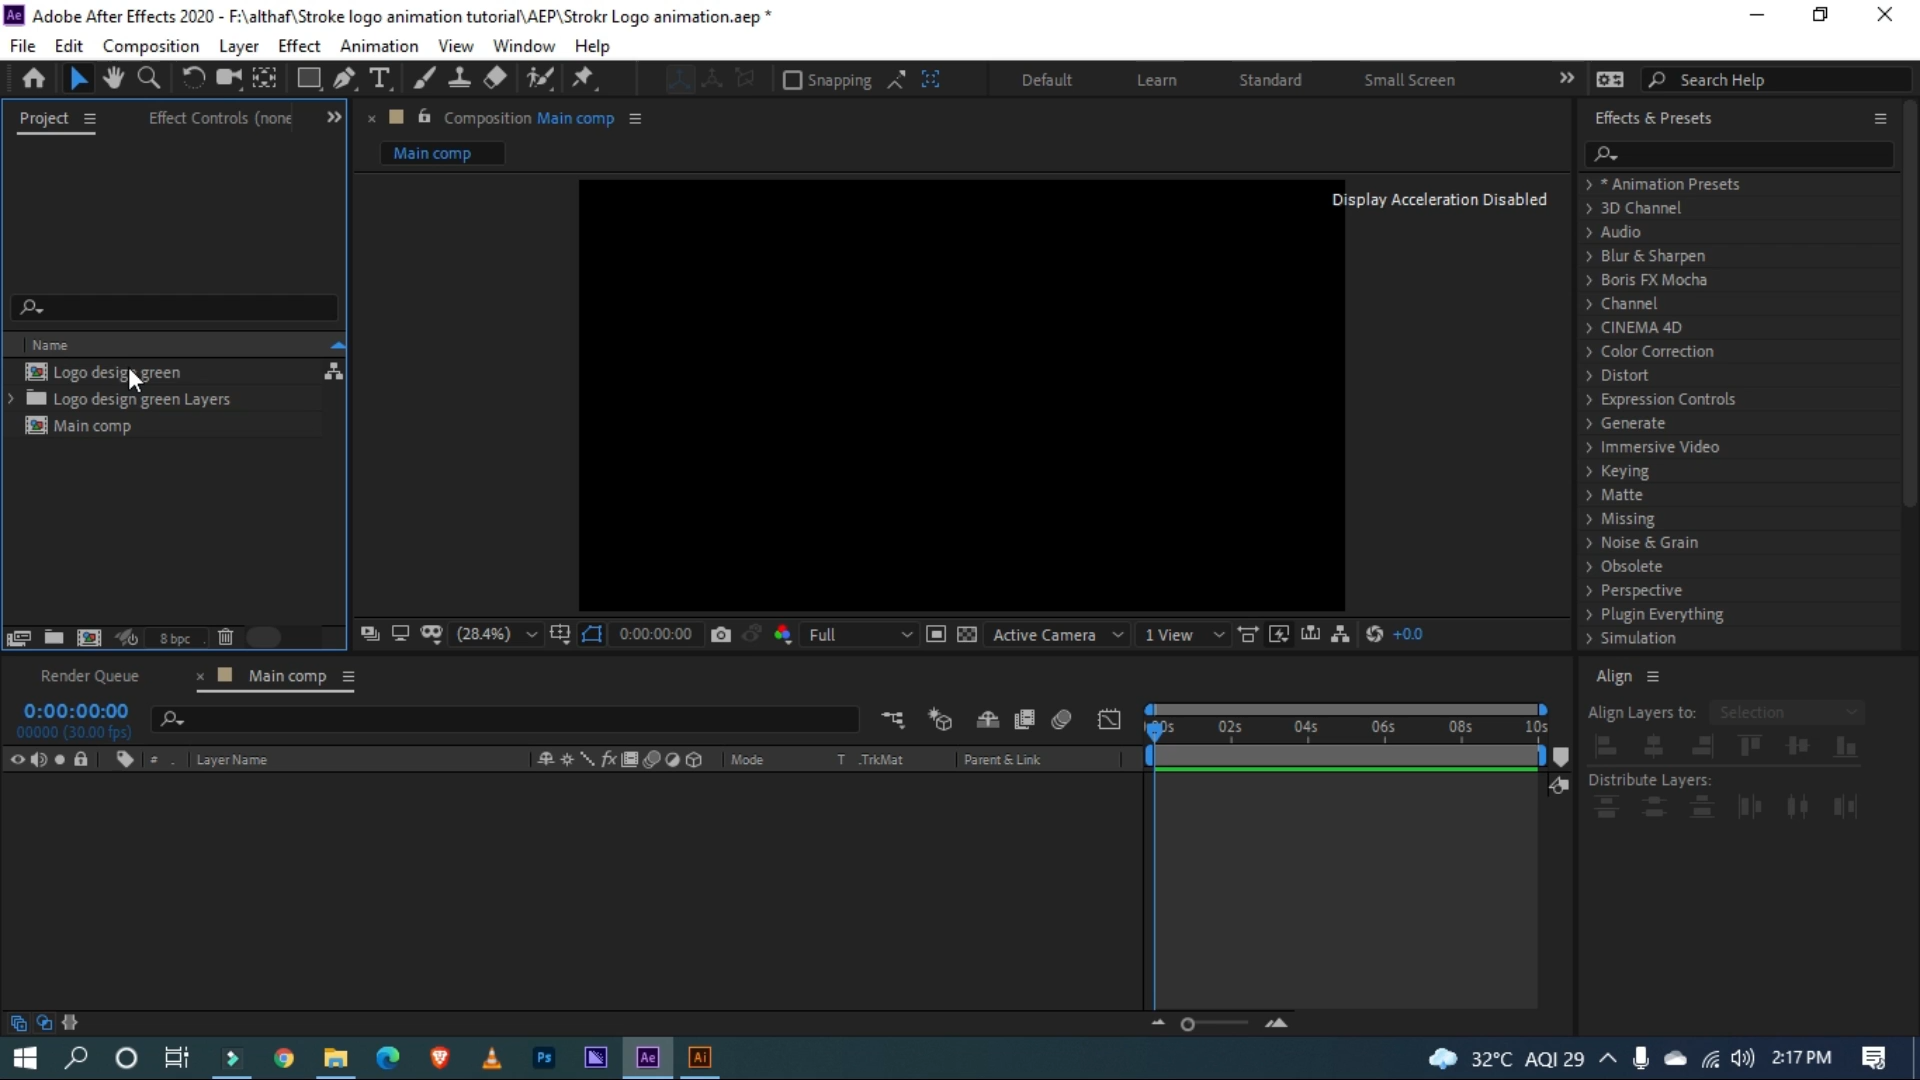 Adobe After Effects 2020 - F:\althaf\Stroke logo animation tutorial\AEP\Strokr Logo animation.aep *
File Edit Composition Layer Effect Animation View Window Help
Snapping Default Learn Standard Small Screen Search Help
Project Effect Controls (none
Composition Main comp
Effects & Presets
Main comp
Display Acceleration Disabled
Name
Logo design green
Logo design green Layers
Main comp
* Animation Presets
3D Channel
Audio
Blur & Sharpen
Boris FX Mocha
Channel
CINEMA 4D
Color Correction
Distort
Expression Controls
Generate
Immersive Video
Keying
Matte
Missing
Noise & Grain
Obsolete
Perspective
Plugin Everything
Simulation
8 bpc
(28.4%) 0:00:00:00 Full Active Camera 1 View +0.0
Render Queue Main comp
Align
0:00:00:00
00000 (30.00 fps)
Align Layers to: Selection
00s 02s 04s 06s 08s 10s
# . Layer Name fx Mode T .TrkMat Parent & Link
Distribute Layers:
Ps Ae Ai 32°C AQI 29 2:17 PM